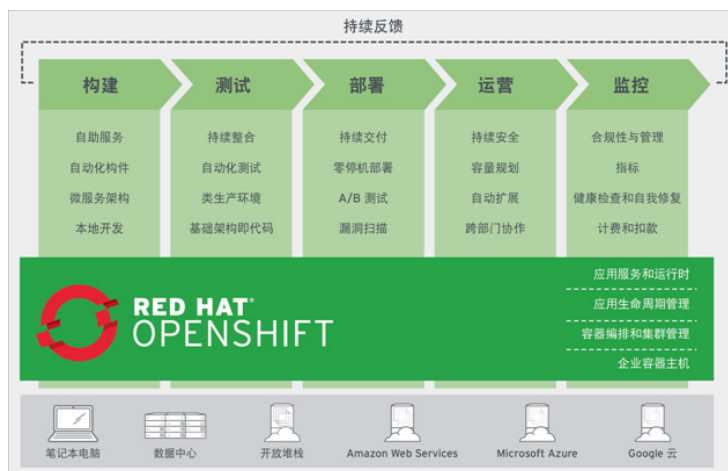 持续反馈
构建 测试 部署 运营 监控
自助服务 持续整合 持续交付 持续安全 合规性与管理
自动化构件 自动化测试 零停机部署 容量规划 指标
微服务架构 类生产环境 A/B 测试 自动扩展 健康检查和自我修复
本地开发 基础架构即代码 漏洞扫描 跨部门协作 计费和扣款
RED HAT®
OPENSHIFT
应用服务和运行时
应用生命周期管理
容器编排和集群管理
企业容器主机
笔记本电脑 数据中心 开放堆栈 Amazon Web Services Microsoft Azure Google 云